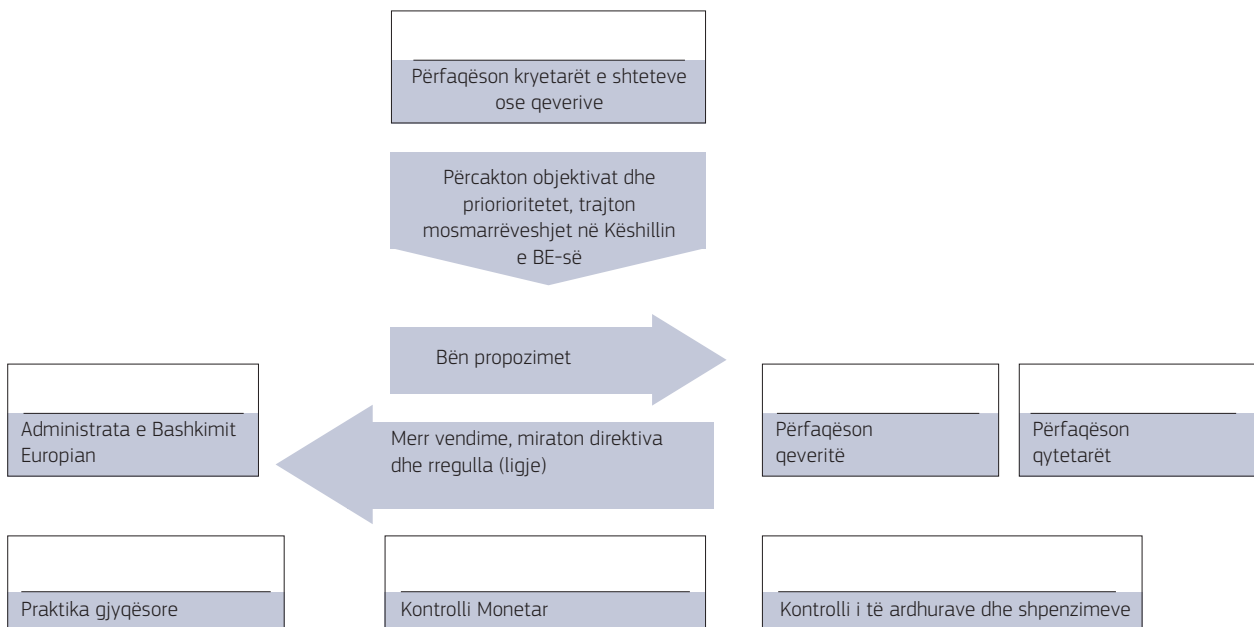 Përfaqëson kryetarët e shteteve
ose qeverive
Përcakton objektivat dhe
priorioritetet, trajton
mosmarrëveshjet në Këshillin
e BE-së
Bën propozimet
Administrata e Bashkimit
Europian
Merr vendime, miraton direktiva
dhe rregulla (ligje)
Përfaqëson
qeveritë
Përfaqëson
qytetarët
Praktika gjyqësore
Kontrolli Monetar
Kontrolli i të ardhurave dhe shpenzimeve